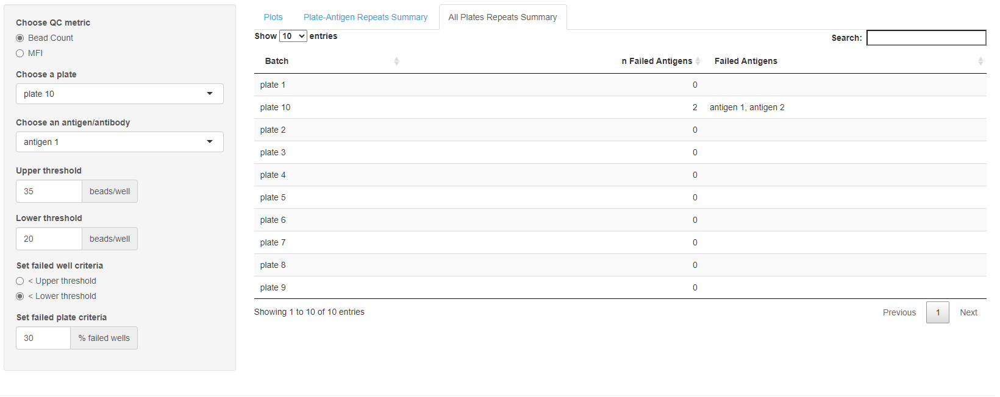 Choose QC metric
Bead Count
MFI
Choose a plate
plate 10
Choose an antigen/antibody
antigen 1
Upper threshold
35 beads/well
Lower threshold
20 beads/well
Set failed well criteria
< Upper threshold
< Lower threshold
Set failed plate criteria
30 % failed wells
Plots Plate-Antigen Repeats Summary All Plates Repeats Summary
Show 10 entries Search:
Batch n Failed Antigens Failed Antigens
plate 1 0
plate 10 2 antigen 1, antigen 2
plate 2 0
plate 3 0
plate 4 0
plate 5 0
plate 6 0
plate 7 0
plate 8 0
plate 9 0
Showing 1 to 10 of 10 entries Previous 1 Next